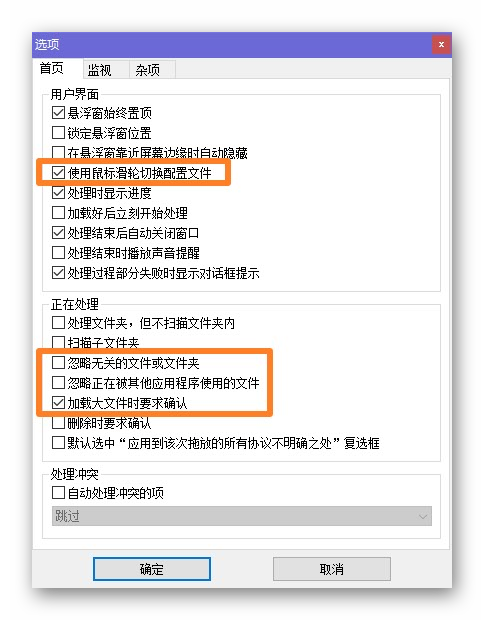 选项
x
首页 监视 杂项
用户界面
悬浮窗始终置顶
锁定悬浮窗位置
在悬浮窗靠近屏幕边缘时自动隐藏
使用鼠标滑轮切换配置文件
处理时显示进度
加载好后立刻开始处理
处理结束后自动关闭窗口
处理结束时播放声音提醒
处理过程部分失败时显示对话框提示
正在处理
处理文件夹，但不扫描文件夹内
扫描子文件夹
忽略无关的文件或文件夹
忽略正在被其他应用程序使用的文件
加载大文件时要求确认
删除时要求确认
默认选中“应用到该次拖放的所有协议不明确之处”复选框
处理冲突
自动处理冲突的项
跳过
确定 取消